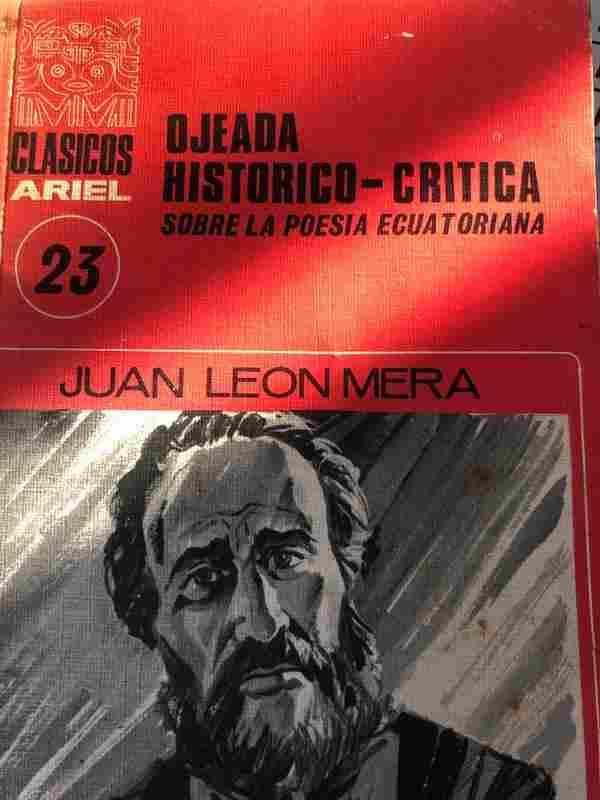 CLASICOS
ARIEL
23
OJEADA
HISTORICO-CRITICA
SOBRE LA POESIA ECUATORIANA
JUAN LEON MERA